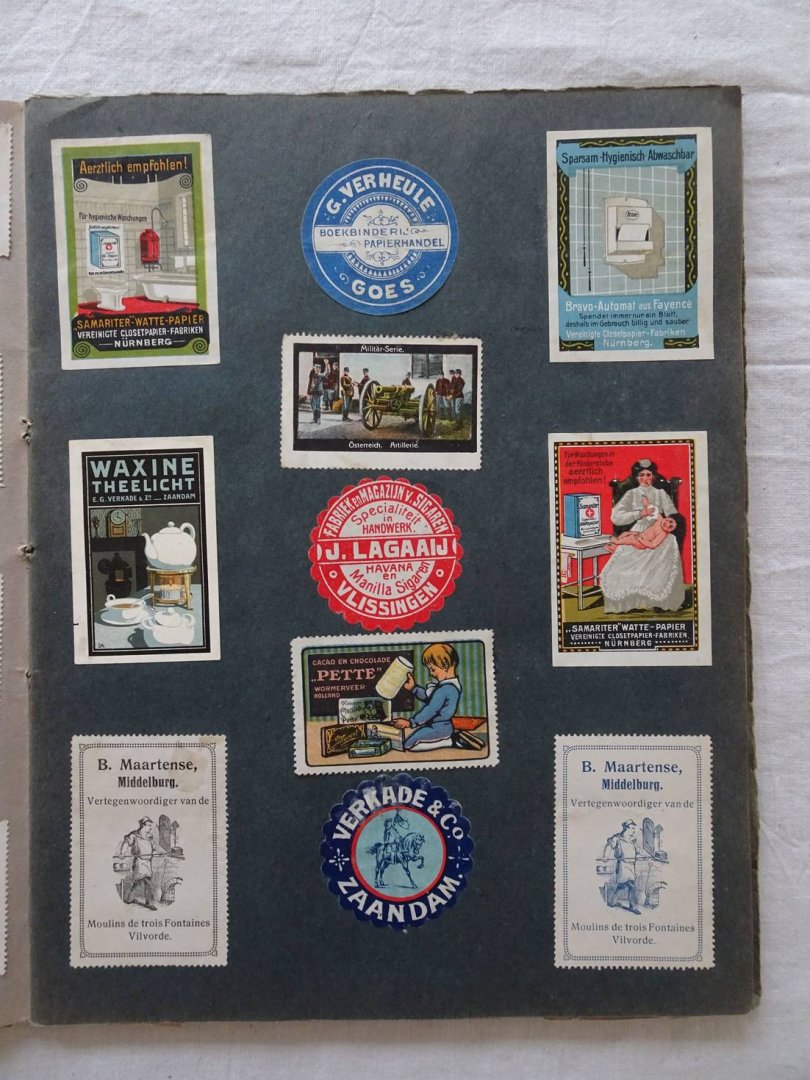 Aerztlich empfohlen!
für hygienische Waschungen
„SAMARITER" WATTE-PAPIER
VEREINIGTE CLOSETPAPIER-FABRIKEN
NÜRNBERG
G. VERHEULE
BOEKBINDERIJ
PAPIERHANDEL
GOES
Sparsam-Hygienisch-Abwaschbar
Bravo-Automat aus Fayence
Spender immer nur ein Blatt,
deshalb im Gebrauch billig und sauber
Vereinigte Closetpapier-Fabriken
Nürnberg.
Militär-Serie.
Österreich. Artillerie.
WAXINE
THEELICHT
E. G. VERKADE & Zn ZAANDAM
FABRIEK en MAGAZIJN v. SIGAREN
Specialiteit
in
HANDWERK.
J. LAGAAIJ
HAVANA
en
Manilla Sigaren
VLISSINGEN
für Waschungen in
der Kinderstube
aerztlich
empfohlen!
Samariter
„SAMARITER" WATTE-PAPIER
VEREINIGTE CLOSETPAPIER-FABRIKEN
NÜRNBERG
CACAO EN CHOCOLADE
„PETTE"
WORMERVEER
HOLLAND
Pette
B. Maartense,
Middelburg.
Vertegenwoordiger van de
Moulins de trois Fontaines
Vilvorde.
VERKADE & Co
ZAANDAM.
B. Maartense,
Middelburg.
Vertegenwoordiger van de
Moulins de trois Fontaines
Vilvorde.